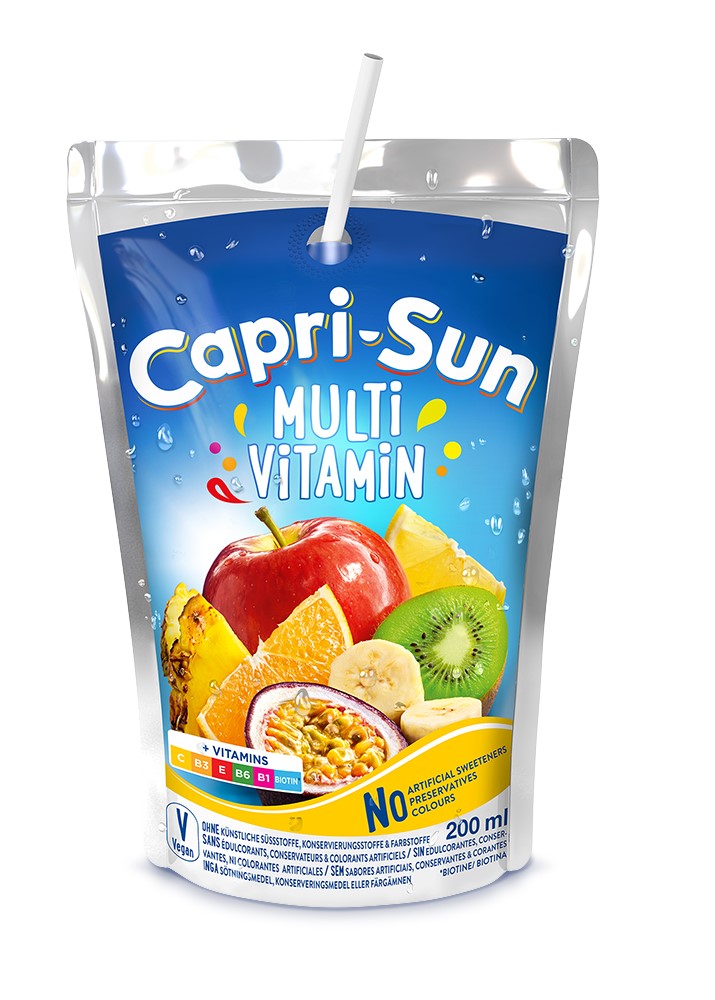 Capri-Sun
MULTI
ViTAMiN
+ VITAMINS
C B3 E B6 B1 BIOTIN*
NO ARTIFICIAL SWEETENERS
PRESERVATIVES
COLOURS
200 ml
V
Vegan
OHNE KÜNSTLICHE SÜSSSTOFFE, KONSERVIERUNGSSTOFFE & FARBSTOFFE
SANS ÉDULCORANTS, CONSERVATEURS & COLORANTS ARTIFICIELS / SIN EDULCORANTES, CONSER-
VANTES, NI COLORANTES ARTIFICIALES / SEM SABORES ARTIFICIAIS, CONSERVANTES & CORANTES
INGA SÖTNINGSMEDEL, KONSERVERINGSMEDEL ELLER FÄRGÄMNEN
*BIOTINE/ BIOTINA